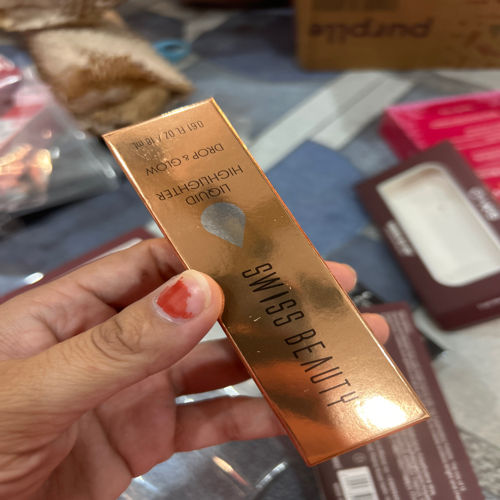 SWISS BEAUTY
LIQUID
HIGHLIGHTER
DROP & GLOW
0.61 FL OZ / 18 mL
purplle